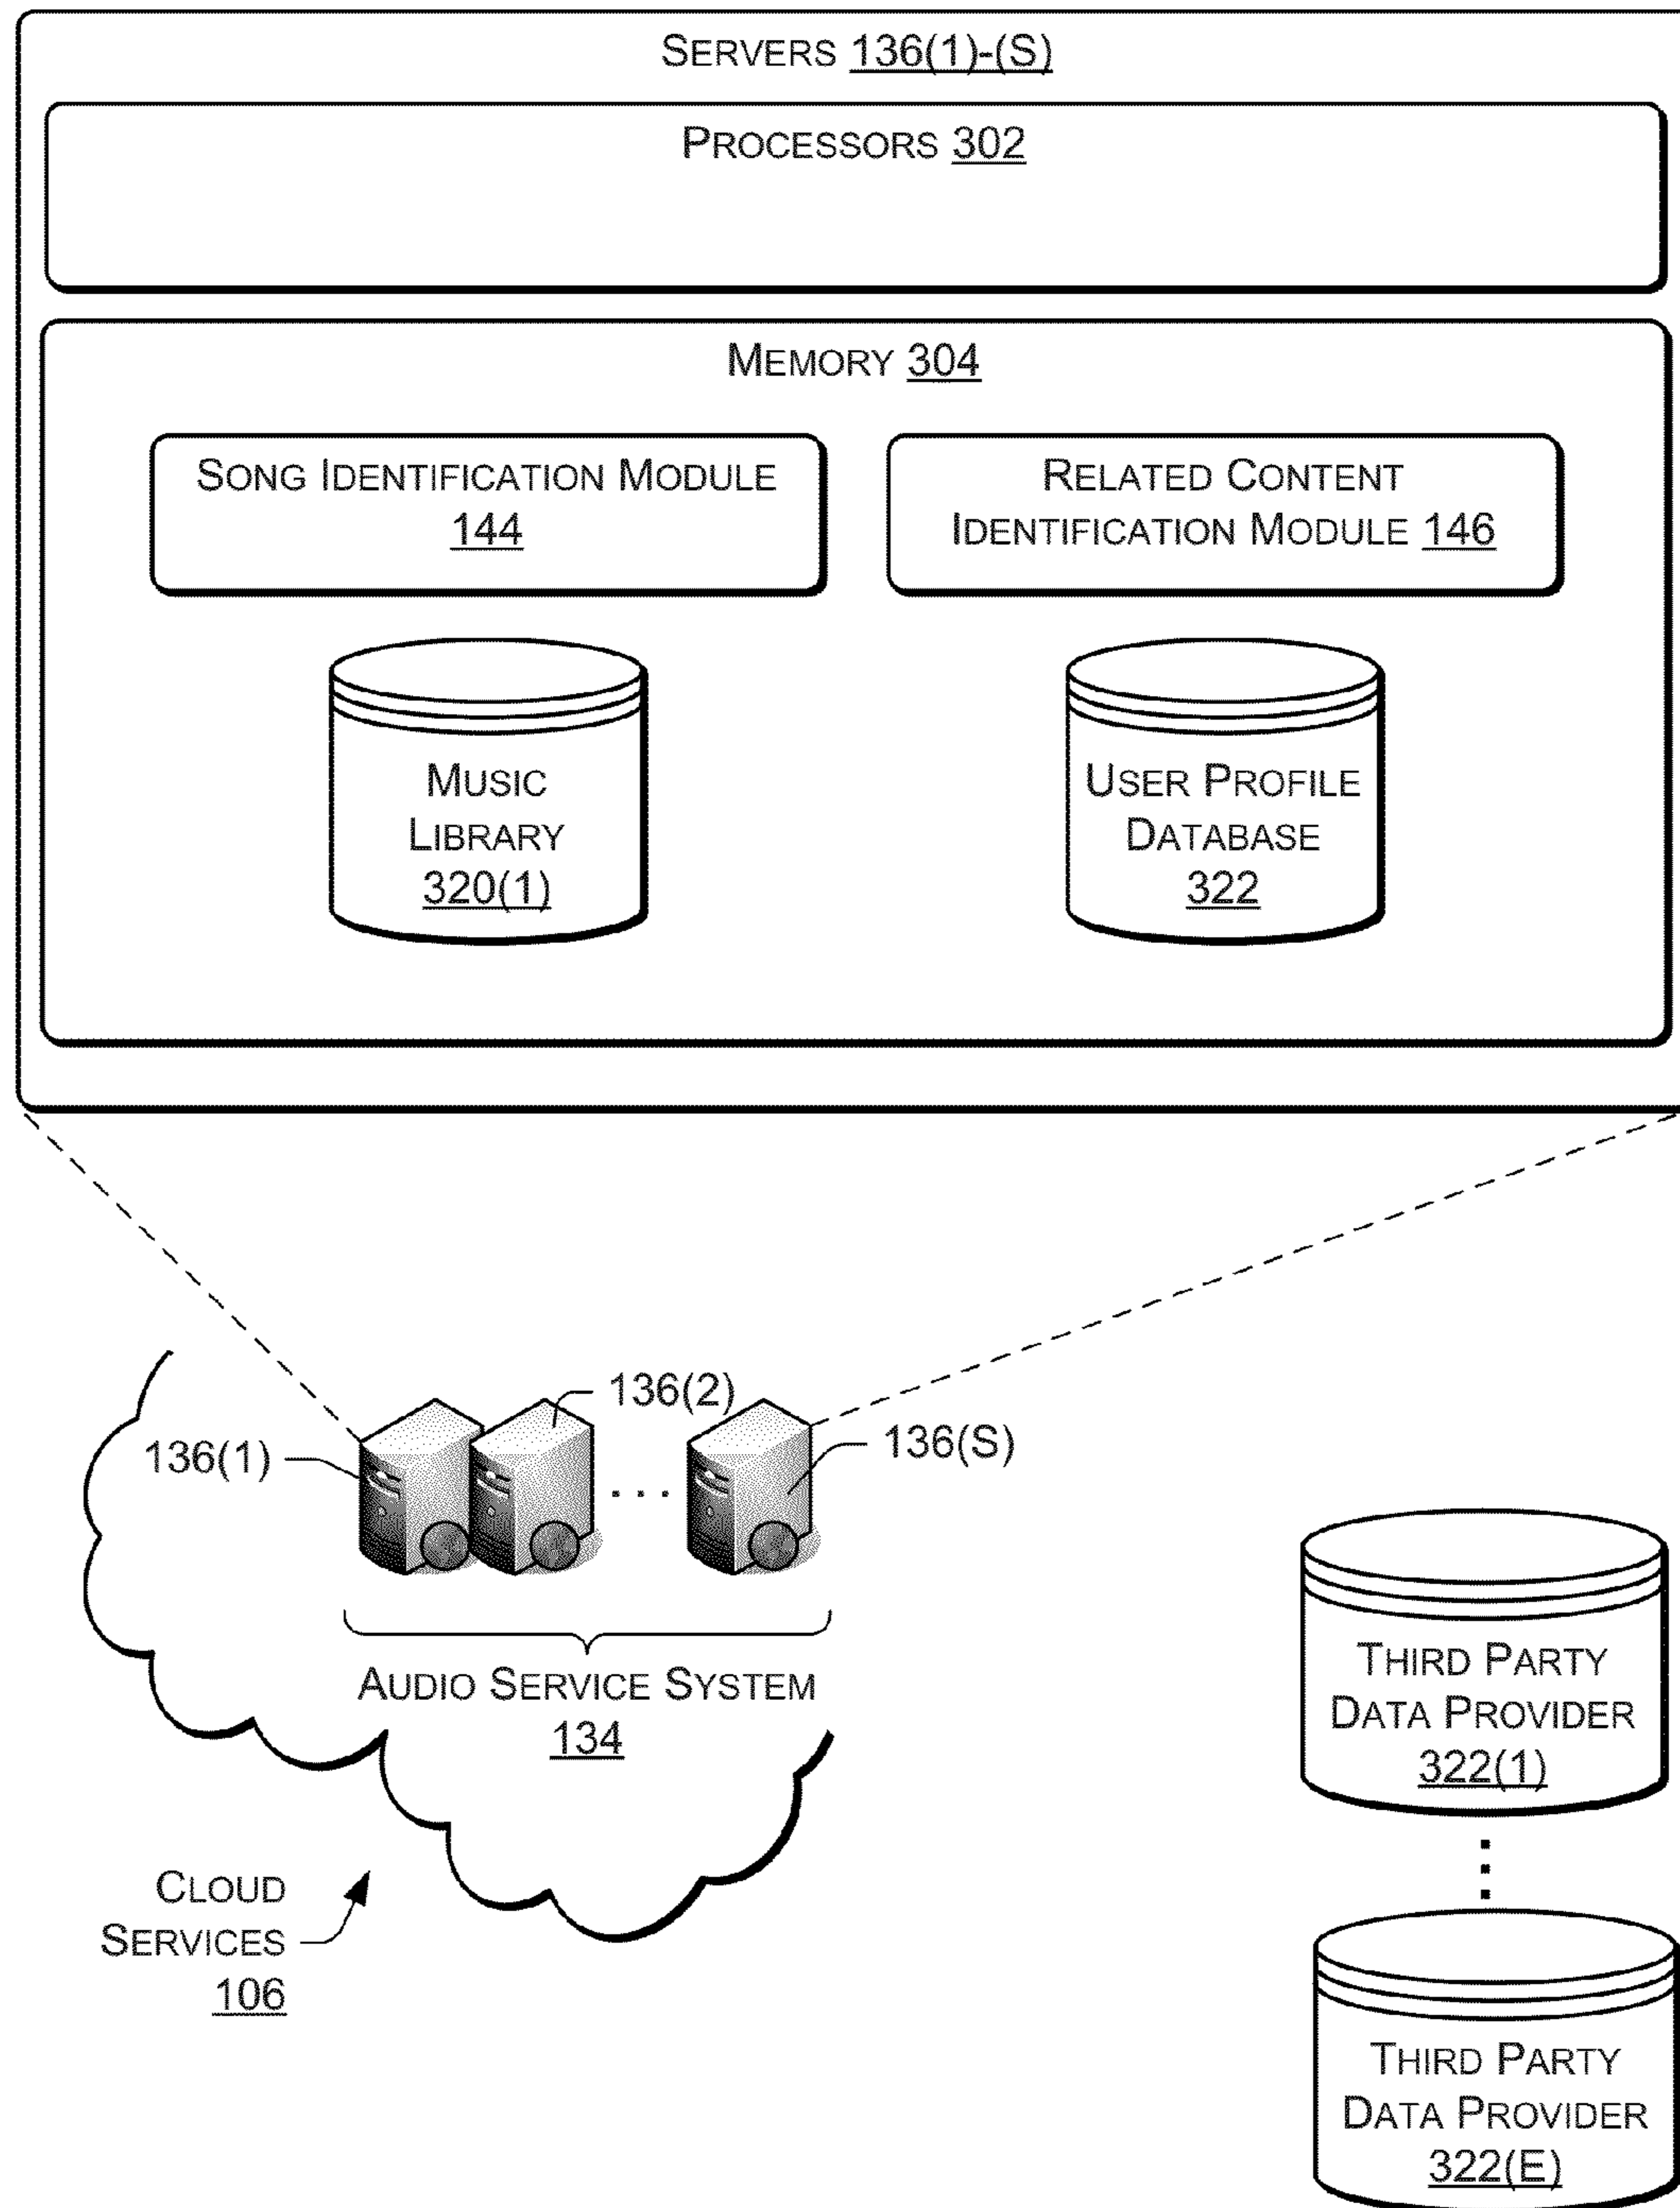 SERVERS 136(1)-(S)
PROCESSORS 302
MEMORY 304
SONG IDENTIFICATION MODULE
144
RELATED CONTENT
IDENTIFICATION MODULE 146
MUSIC
LIBRARY
320(1)
USER PROFILE
DATABASE
322
136(1)
136(2)
...
136(S)
AUDIO SERVICE SYSTEM
134
CLOUD
SERVICES
106
THIRD PARTY
DATA PROVIDER
322(1)
THIRD PARTY
DATA PROVIDER
322(E)